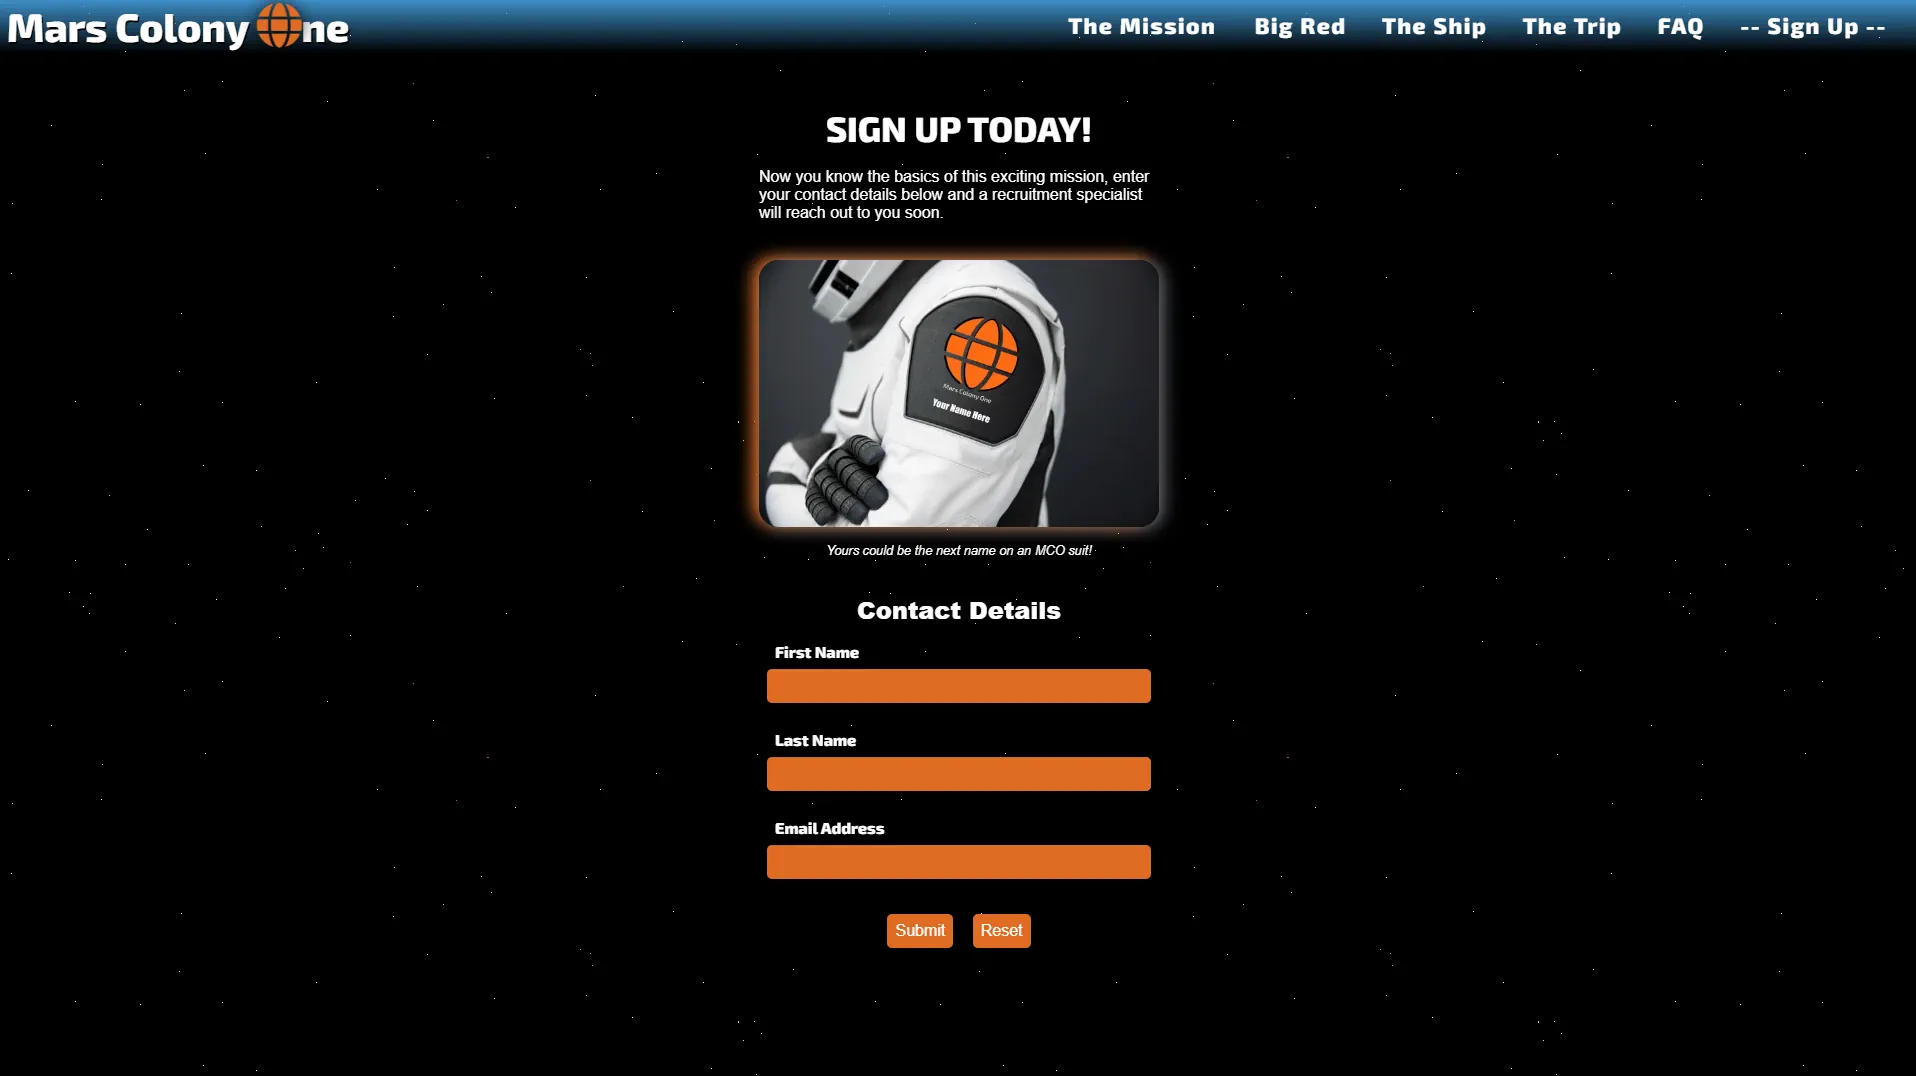 Mars Colony One
The Mission
Big Red
The Ship
The Trip
FAQ
-- Sign Up --
SIGN UP TODAY!
Now you know the basics of this exciting mission, enter
your contact details below and a recruitment specialist
will reach out to you soon.
Mars Colony One
Your Name Here
Yours could be the next name on an MCO suit!
Contact Details
First Name
Last Name
Email Address
Submit
Reset